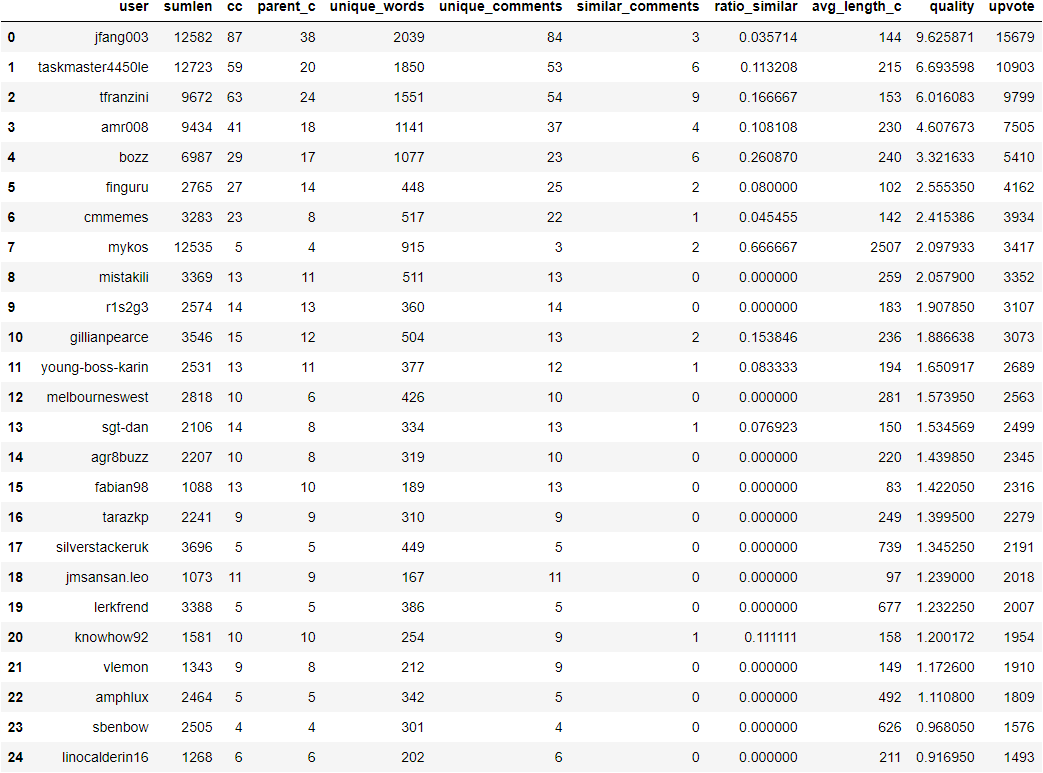 user sumlen cc parent_c unique_words unique_comments similar_comments ratio_similar avg_length_c quality upvote
0 jfang003 12582 87 38 2039 84 3 0.035714 144 9.625871 15679
1 taskmaster4450le 12723 59 20 1850 53 6 0.113208 215 6.693598 10903
2 tfranzini 9672 63 24 1551 54 9 0.166667 153 6.016083 9799
3 amr008 9434 41 18 1141 37 4 0.108108 230 4.607673 7505
4 bozz 6987 29 17 1077 23 6 0.260870 240 3.321633 5410
5 finguru 2765 27 14 448 25 2 0.080000 102 2.555350 4162
6 cmmemes 3283 23 8 517 22 1 0.045455 142 2.415386 3934
7 mykos 12535 5 4 915 3 2 0.666667 2507 2.097933 3417
8 mistakili 3369 13 11 511 13 0 0.000000 259 2.057900 3352
9 r1s2g3 2574 14 13 360 14 0 0.000000 183 1.907850 3107
10 gillianpearce 3546 15 12 504 13 2 0.153846 236 1.886638 3073
11 young-boss-karin 2531 13 11 377 12 1 0.083333 194 1.650917 2689
12 melbourneswest 2818 10 6 426 10 0 0.000000 281 1.573950 2563
13 sgt-dan 2106 14 8 334 13 1 0.076923 150 1.534569 2499
14 agr8buzz 2207 10 8 319 10 0 0.000000 220 1.439850 2345
15 fabian98 1088 13 10 189 13 0 0.000000 83 1.422050 2316
16 tarazkp 2241 9 9 310 9 0 0.000000 249 1.399500 2279
17 silverstackeruk 3696 5 5 449 5 0 0.000000 739 1.345250 2191
18 jmsansan.leo 1073 11 9 167 11 0 0.000000 97 1.239000 2018
19 lerkfrend 3388 5 5 386 5 0 0.000000 677 1.232250 2007
20 knowhow92 1581 10 10 254 9 1 0.111111 158 1.200172 1954
21 vlemon 1343 9 8 212 9 0 0.000000 149 1.172600 1910
22 amphlux 2464 5 5 342 5 0 0.000000 492 1.110800 1809
23 sbenbow 2505 4 4 301 4 0 0.000000 626 0.968050 1576
24 linocalderin16 1268 6 6 202 6 0 0.000000 211 0.916950 1493